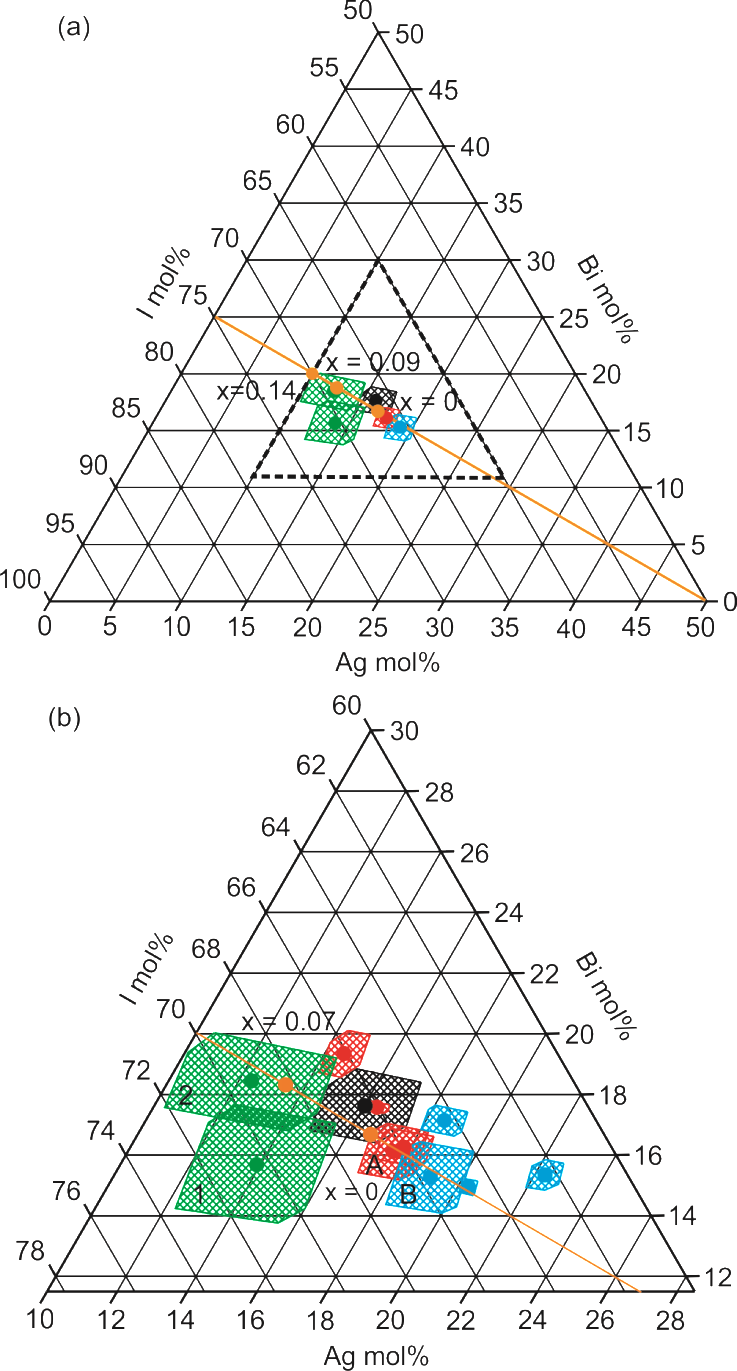 (a)
50
50
55
45
60
40
65
35
70
30
I mol%
Bi mol%
75
25
80
x = 0.09
20
x=0.14
x = 0
85
15
90
10
95
5
100
0
0 5 10 15 20 25 30 35 40 45 50
Ag mol%
(b)
60
30
62
28
64
26
66
24
68
22
I mol%
Bi mol%
70
x = 0.07
20
72
2
18
74
A
16
1
x = 0
B
76
14
78
12
10 12 14 16 18 20 22 24 26 28
Ag mol%